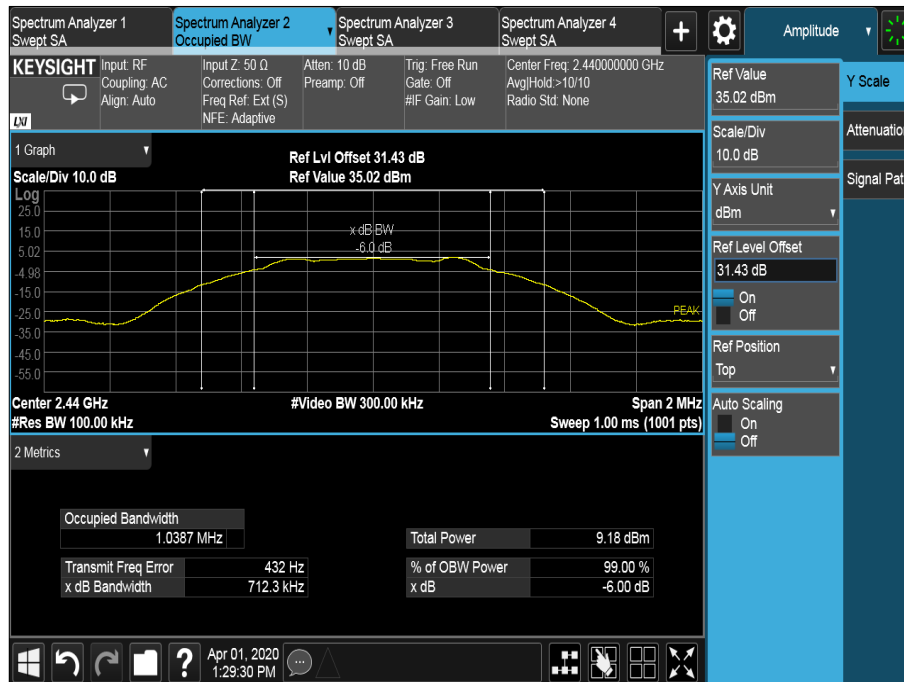 Spectrum Analyzer 1
Swept SA
Spectrum Analyzer 2
Occupied BW
Spectrum Analyzer 3
Swept SA
Spectrum Analyzer 4
Swept SA
Amplitude
KEYSIGHT
LXI
Input: RF
Coupling: AC
Align: Auto
Input Z: 50 Ω
Corrections: Off
Freq Ref: Ext (S)
NFE: Adaptive
Atten: 10 dB
Preamp: Off
Trig: Free Run
Gate: Off
#IF Gain: Low
Center Freq: 2.440000000 GHz
Avg|Hold:>10/10
Radio Std: None
1 Graph
Scale/Div 10.0 dB
Ref Lvl Offset 31.43 dB
Ref Value 35.02 dBm
Log
25.0
15.0
5.02
-4.98
-15.0
-25.0
-35.0
-45.0
-55.0
x dB BW
-6.0 dB
PEAK
Center 2.44 GHz
#Video BW 300.00 kHz
Span 2 MHz
#Res BW 100.00 kHz
Sweep 1.00 ms (1001 pts)
2 Metrics
Occupied Bandwidth
1.0387 MHz
Total Power 9.18 dBm
Transmit Freq Error 432 Hz
% of OBW Power 99.00 %
x dB Bandwidth 712.3 kHz
x dB -6.00 dB
Ref Value
35.02 dBm
Scale/Div
10.0 dB
Y Axis Unit
dBm
Ref Level Offset
31.43 dB
On
Off
Ref Position
Top
Auto Scaling
On
Off
Y Scale
Attenuation
Signal Pat
?
Apr 01, 2020
1:29:30 PM